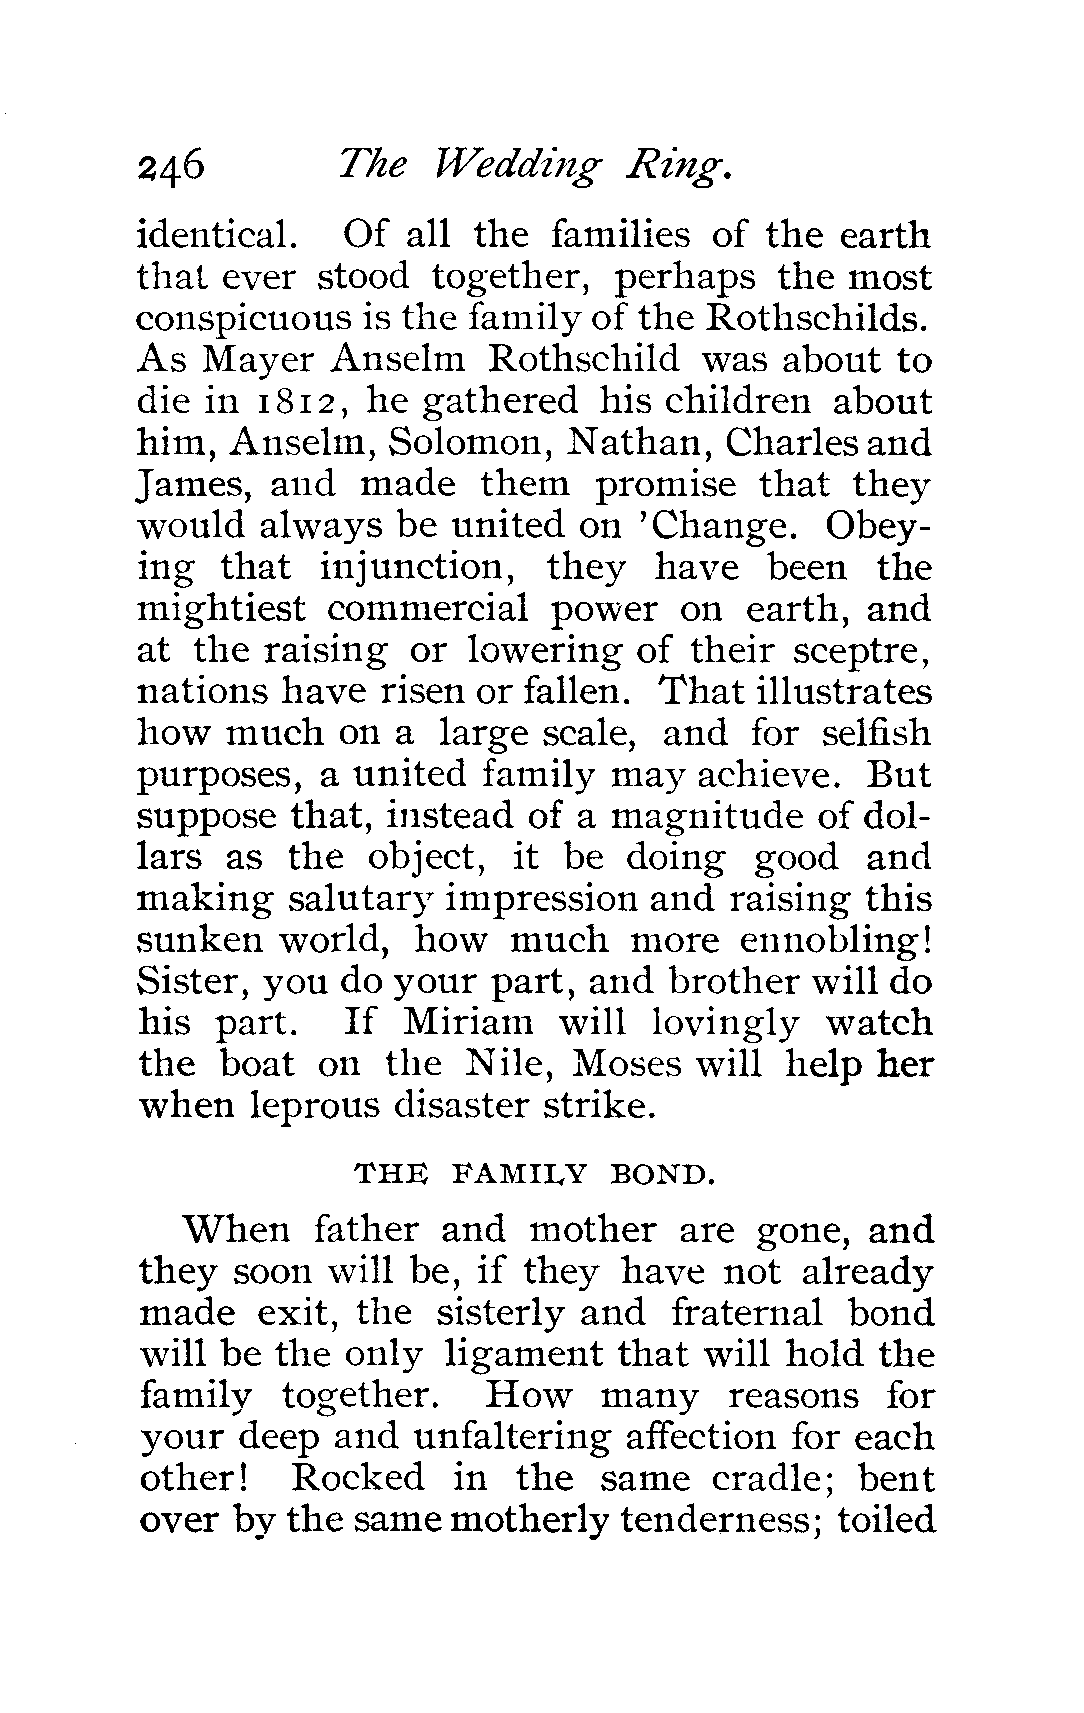 246 The Wedding Ring.
identical. Of all the families of the earth
that ever stood together, perhaps the most
conspicuous is the family of the Rothschilds.
As Mayer Anselm Rothschild was about to
die in 1812, he gathered his children about
him, Anselm, Solomon, Nathan, Charles and
James, and made them promise that they
would always be united on 'Change. Obey-
ing that injunction, they have been the
mightiest commercial power on earth, and
at the raising or lowering of their sceptre,
nations have risen or fallen. That illustrates
how much on a large scale, and for selfish
purposes, a united family may achieve. But
suppose that, instead of a magnitude of dol-
lars as the object, it be doing good and
making salutary impression and raising this
sunken world, how much more ennobling!
Sister, you do your part, and brother will do
his part. If Miriam will lovingly watch
the boat on the Nile, Moses will help her
when leprous disaster strike.
THE FAMILY BOND.
When father and mother are gone, and
they soon will be, if they have not already
made exit, the sisterly and fraternal bond
will be the only ligament that will hold the
family together. How many reasons for
your deep and unfaltering affection for each
other! Rocked in the same cradle; bent
over by the same motherly tenderness; toiled